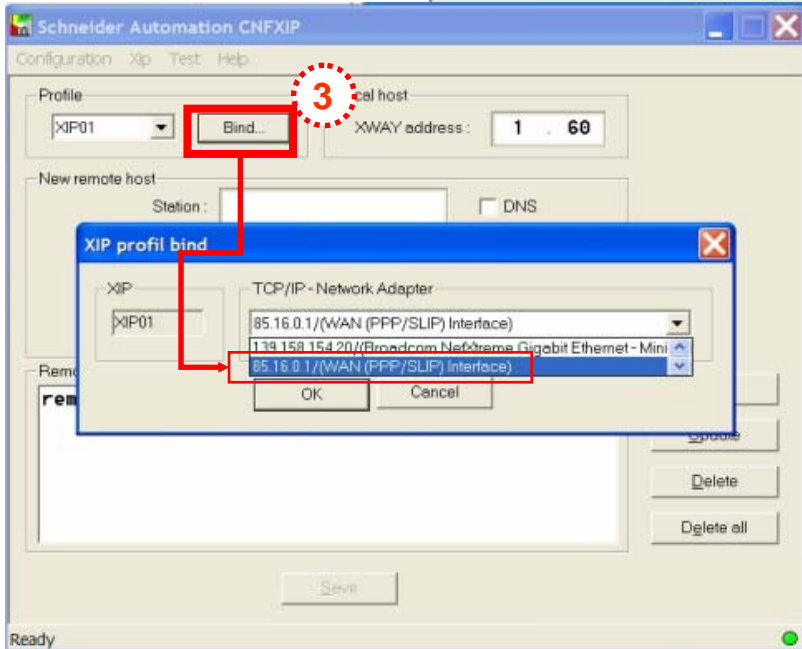 Schneider Automation CNFXIP
Configuration Xip Test Help
Profile
XIP01
Bind...
3
cal host
XWAY address : 1 . 60
New remote host
Station :
DNS
XIP profil bind
XIP
XIP01
TCP/IP - Network Adapter
85.16.0.1/(WAN (PPP/SLIP) Interface)
139.158.154.20/(Broadcom NetXtreme Gigabit Ethernet - Mini
85.16.0.1/(WAN (PPP/SLIP) Interface)
OK
Cancel
Remo
rem
Update
Delete
Delete all
Save
Ready